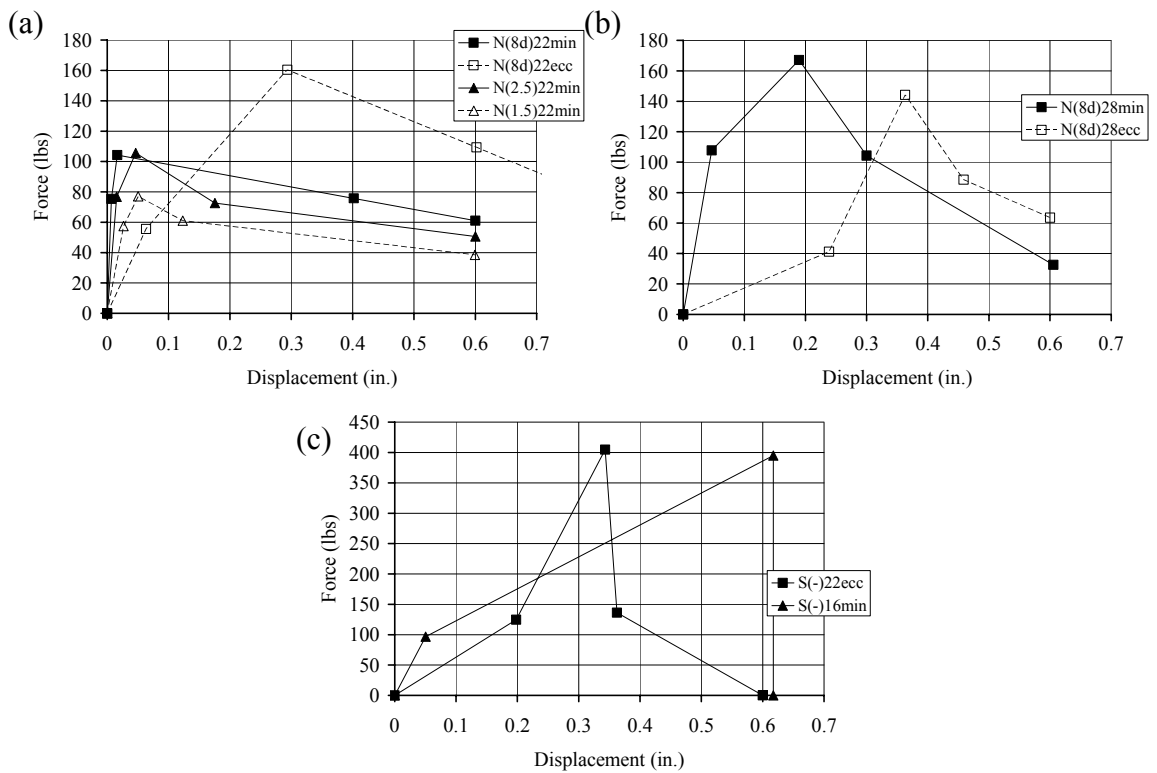 (a)
180
160
140
120
100
80
60
40
20
0
Force (lbs)
0 0.1 0.2 0.3 0.4 0.5 0.6 0.7
Displacement (in.)
N(8d)22min
N(8d)22ecc
N(2.5)22min
N(1.5)22min
(b)
180
160
140
120
100
80
60
40
20
0
Force (lbs)
0 0.1 0.2 0.3 0.4 0.5 0.6 0.7
Displacement (in.)
N(8d)28min
N(8d)28ecc
(c)
450
400
350
300
250
200
150
100
50
0
Force (lbs)
0 0.1 0.2 0.3 0.4 0.5 0.6 0.7
Displacement (in.)
S(-)22ecc
S(-)16min